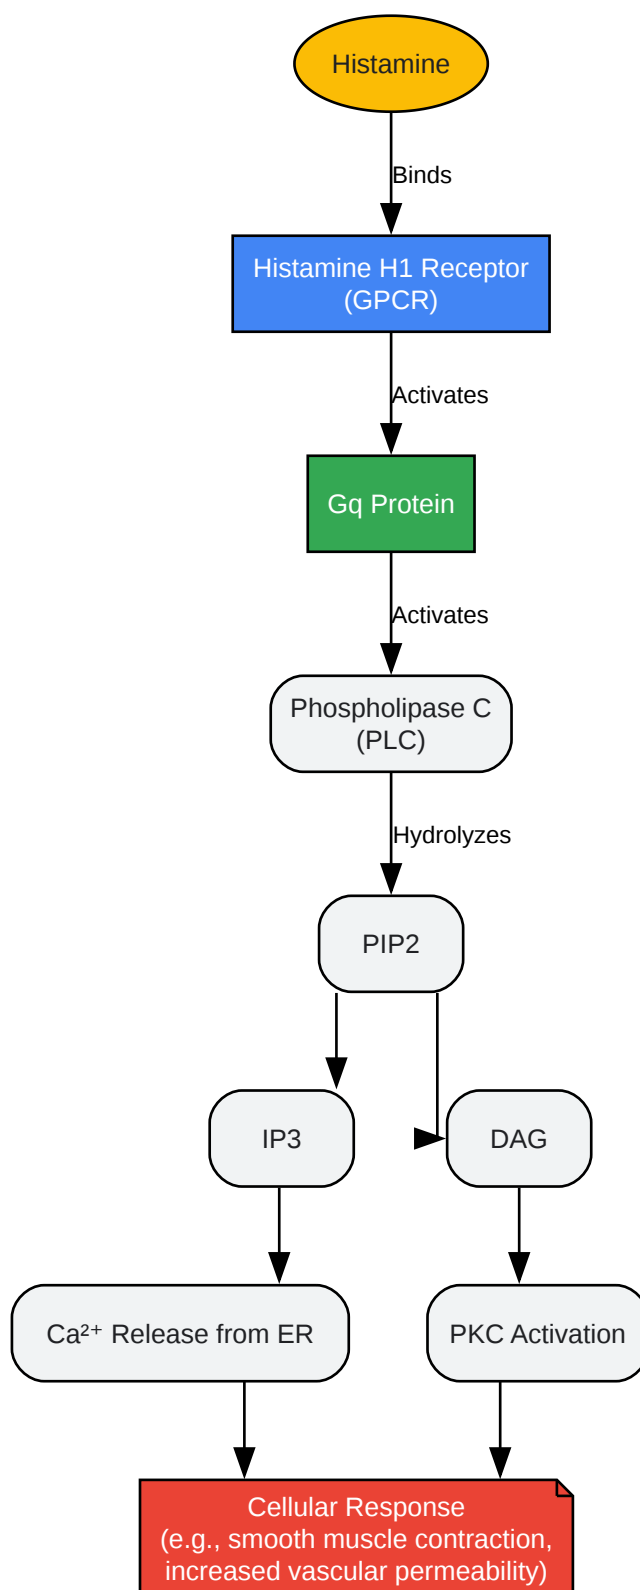 Histamine
Binds
Histamine H1 Receptor
(GPCR)
Activates
Gq Protein
Activates
Phospholipase C
(PLC)
Hydrolyzes
PIP2
IP3
DAG
Ca²⁺ Release from ER
PKC Activation
Cellular Response
(e.g., smooth muscle contraction,
increased vascular permeability)